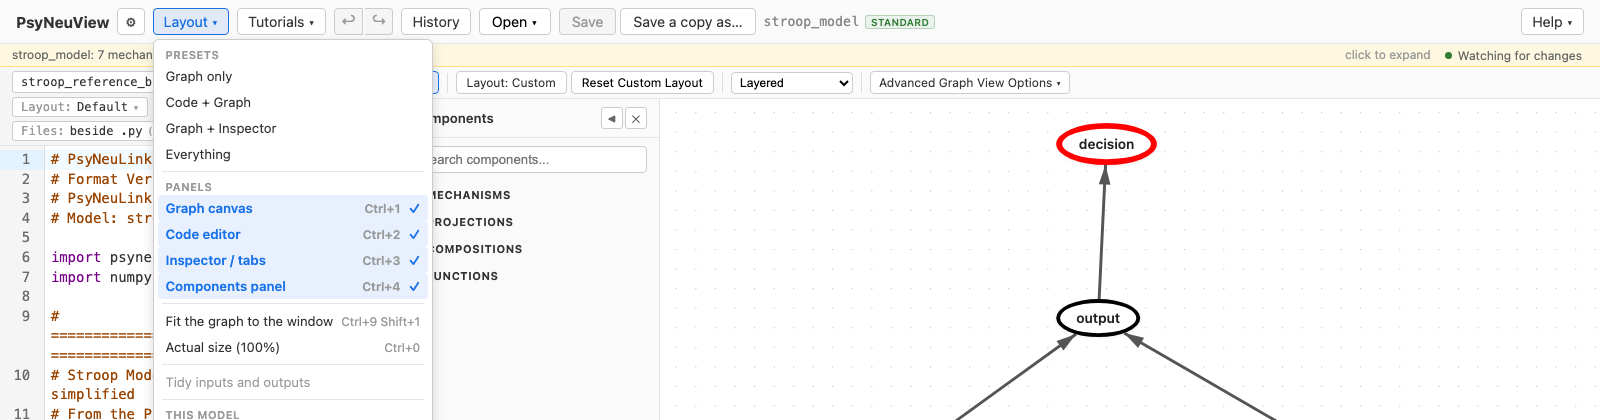 PsyNeuView ⚙ Layout ▾ Tutorials ▾ ↩ ↪ History Open ▾ Save Save a copy as... stroop_model STANDARD Help ▾
stroop_model: 7 click to expand ● Watching for changes
Layout: Custom Reset Custom Layout Layered Advanced Graph View Options ▾
Layout: Default ▾
Files: beside .py
PRESETS
Graph only
Code + Graph
Graph + Inspector
Everything
PANELS
Graph canvas Ctrl+1 ✓
Code editor Ctrl+2 ✓
Inspector / tabs Ctrl+3 ✓
Components panel Ctrl+4 ✓
Fit the graph to the window Ctrl+9 Shift+1
Actual size (100%) Ctrl+0
Tidy inputs and outputs
THIS MODEL
1 # PsyNeuLink
2 # Format Ver
3 # PsyNeuLink
4 # Model: str
5
6 import psyne
7 import numpy
8
9 #
=============
=============
10 # Stroop Mod
simplified
11 # From the P
mponents ◀ ✕
earch components...
MECHANISMS
ROJECTIONS
OMPOSITIONS
UNCTIONS
decision
output